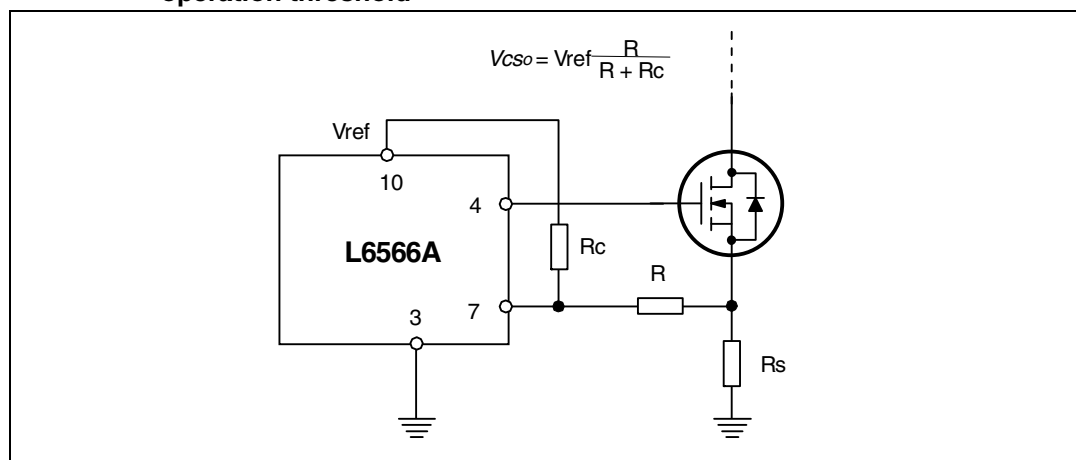 operation threshold
Vcso = Vref R / R + Rc
Vref
10
4
L6566A
Rc
R
7
3
Rs